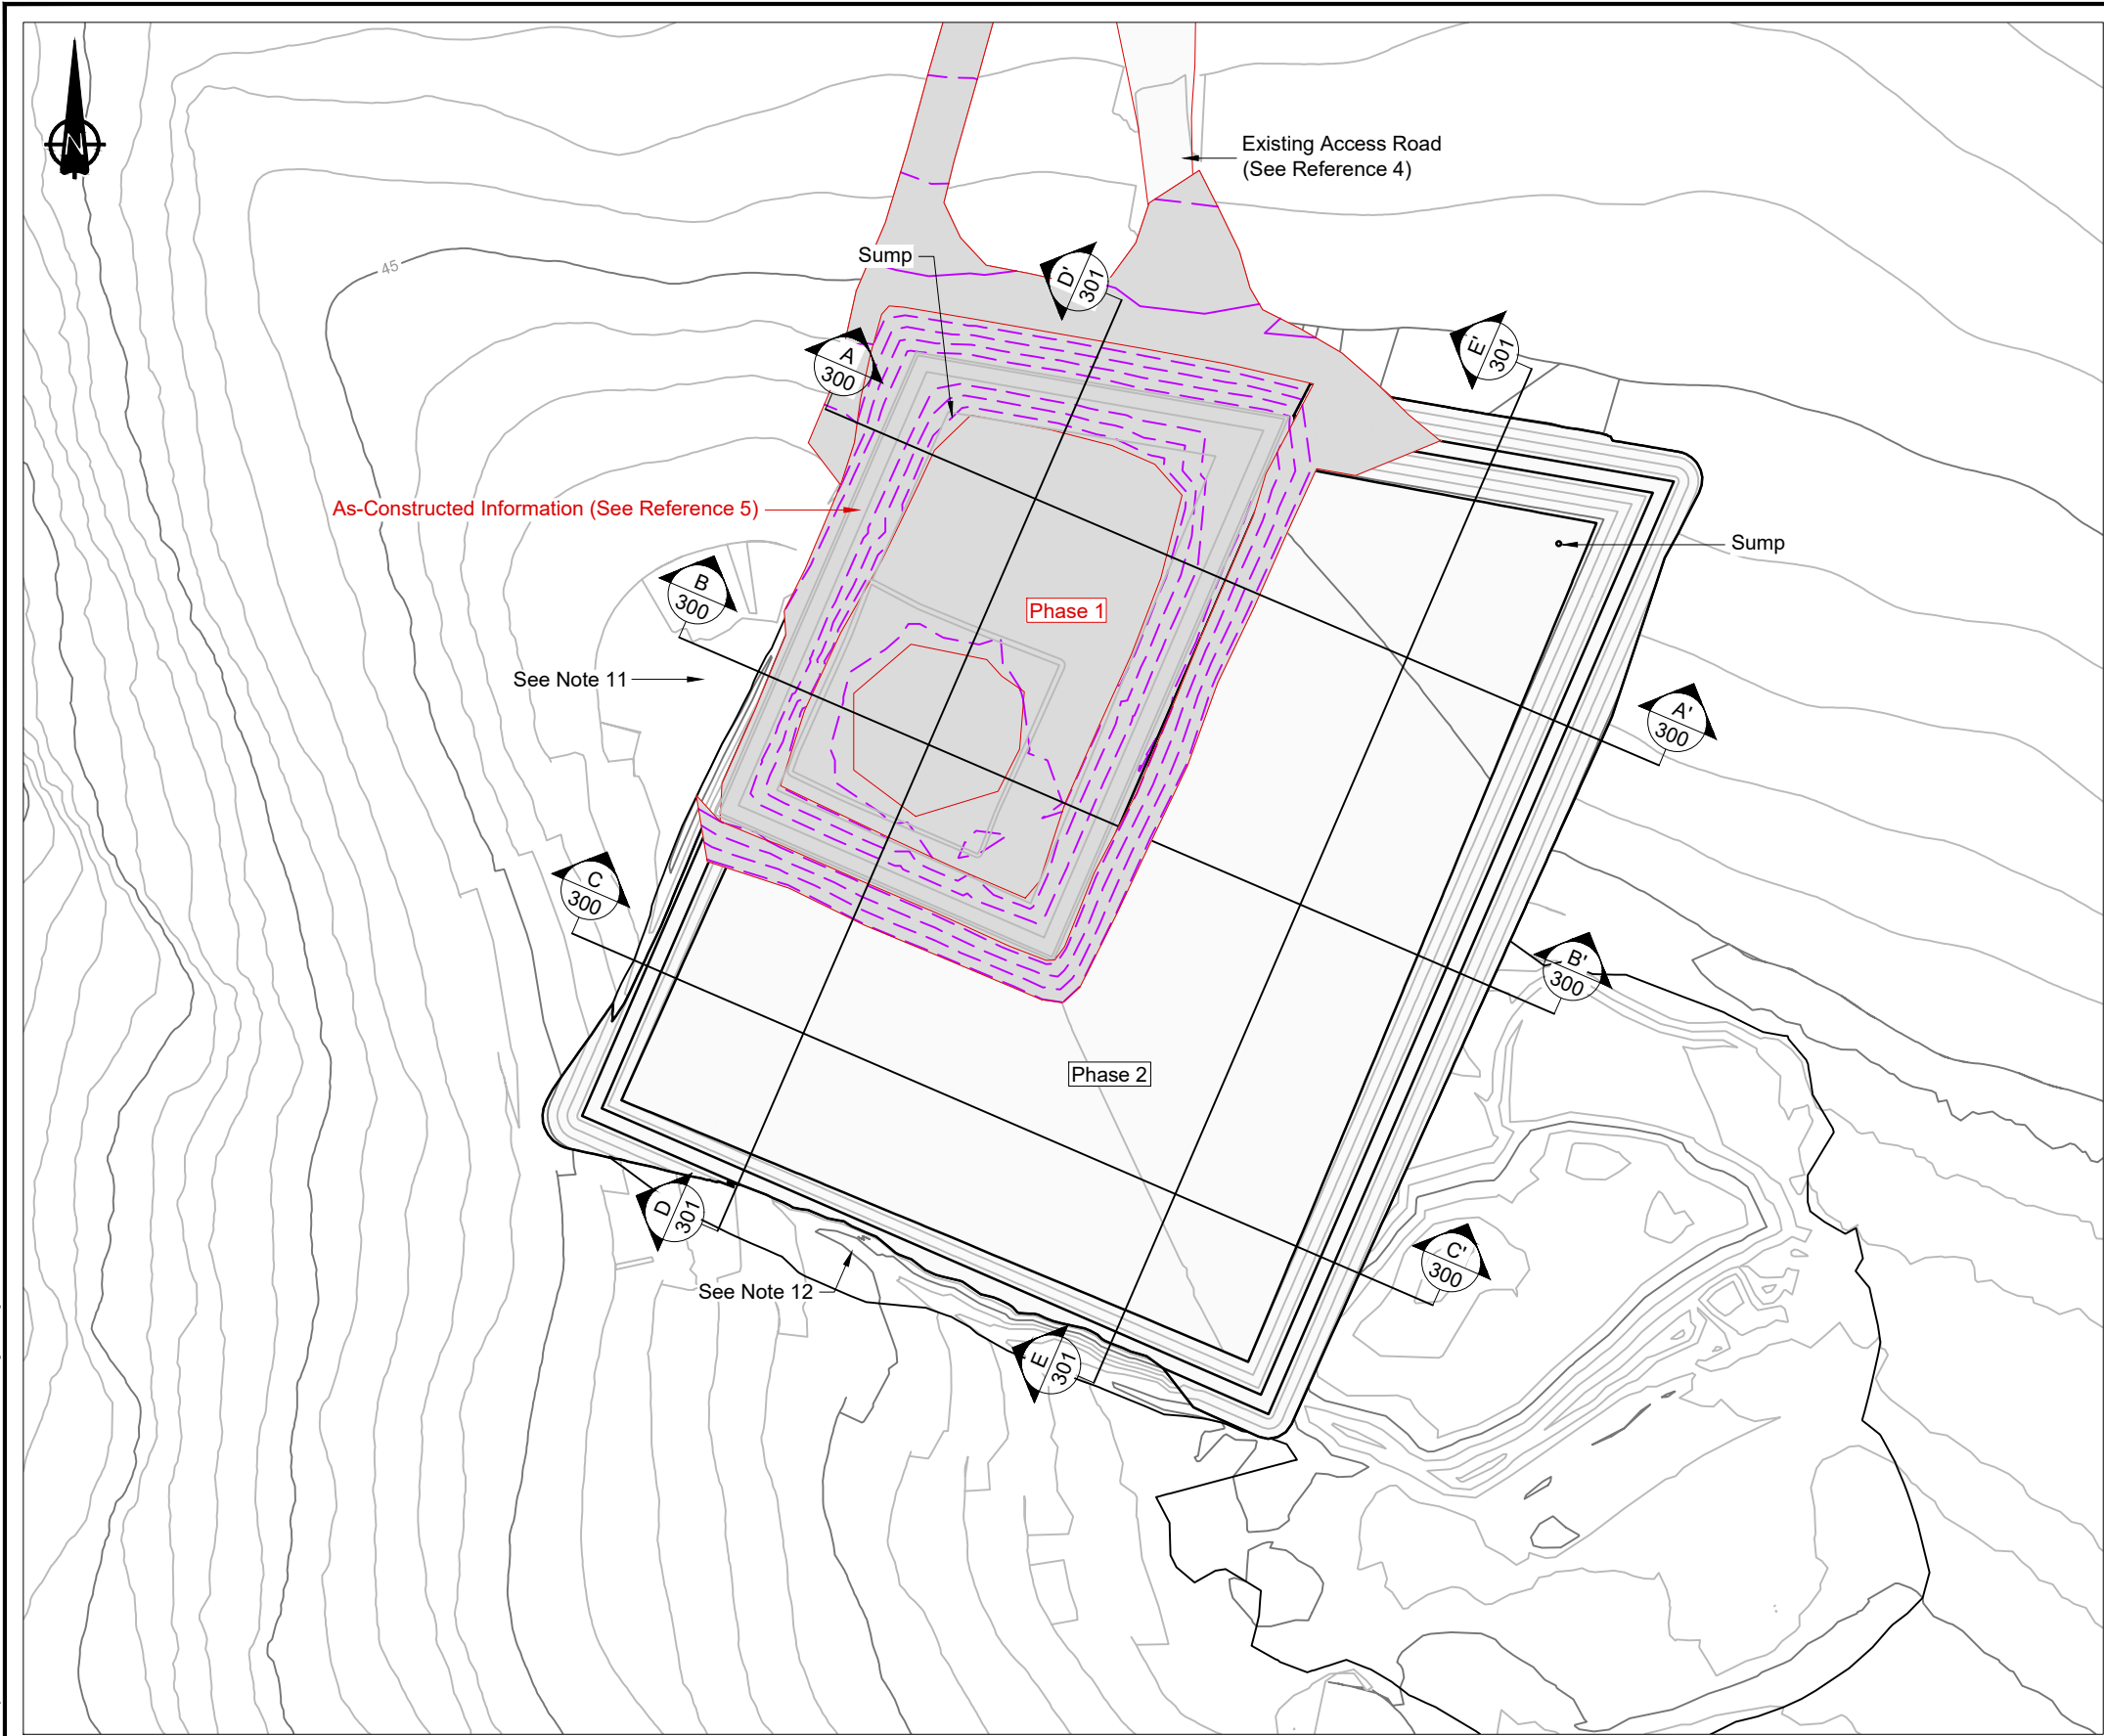 N
Existing Access Road
(See Reference 4)
Sump
D'
301
45
E'
301
A
300
As-Constructed Information (See Reference 5)
Sump
B
300
Phase 1
See Note 11
A'
300
C
300
B'
300
Phase 2
D
301
C'
300
See Note 12
E
301